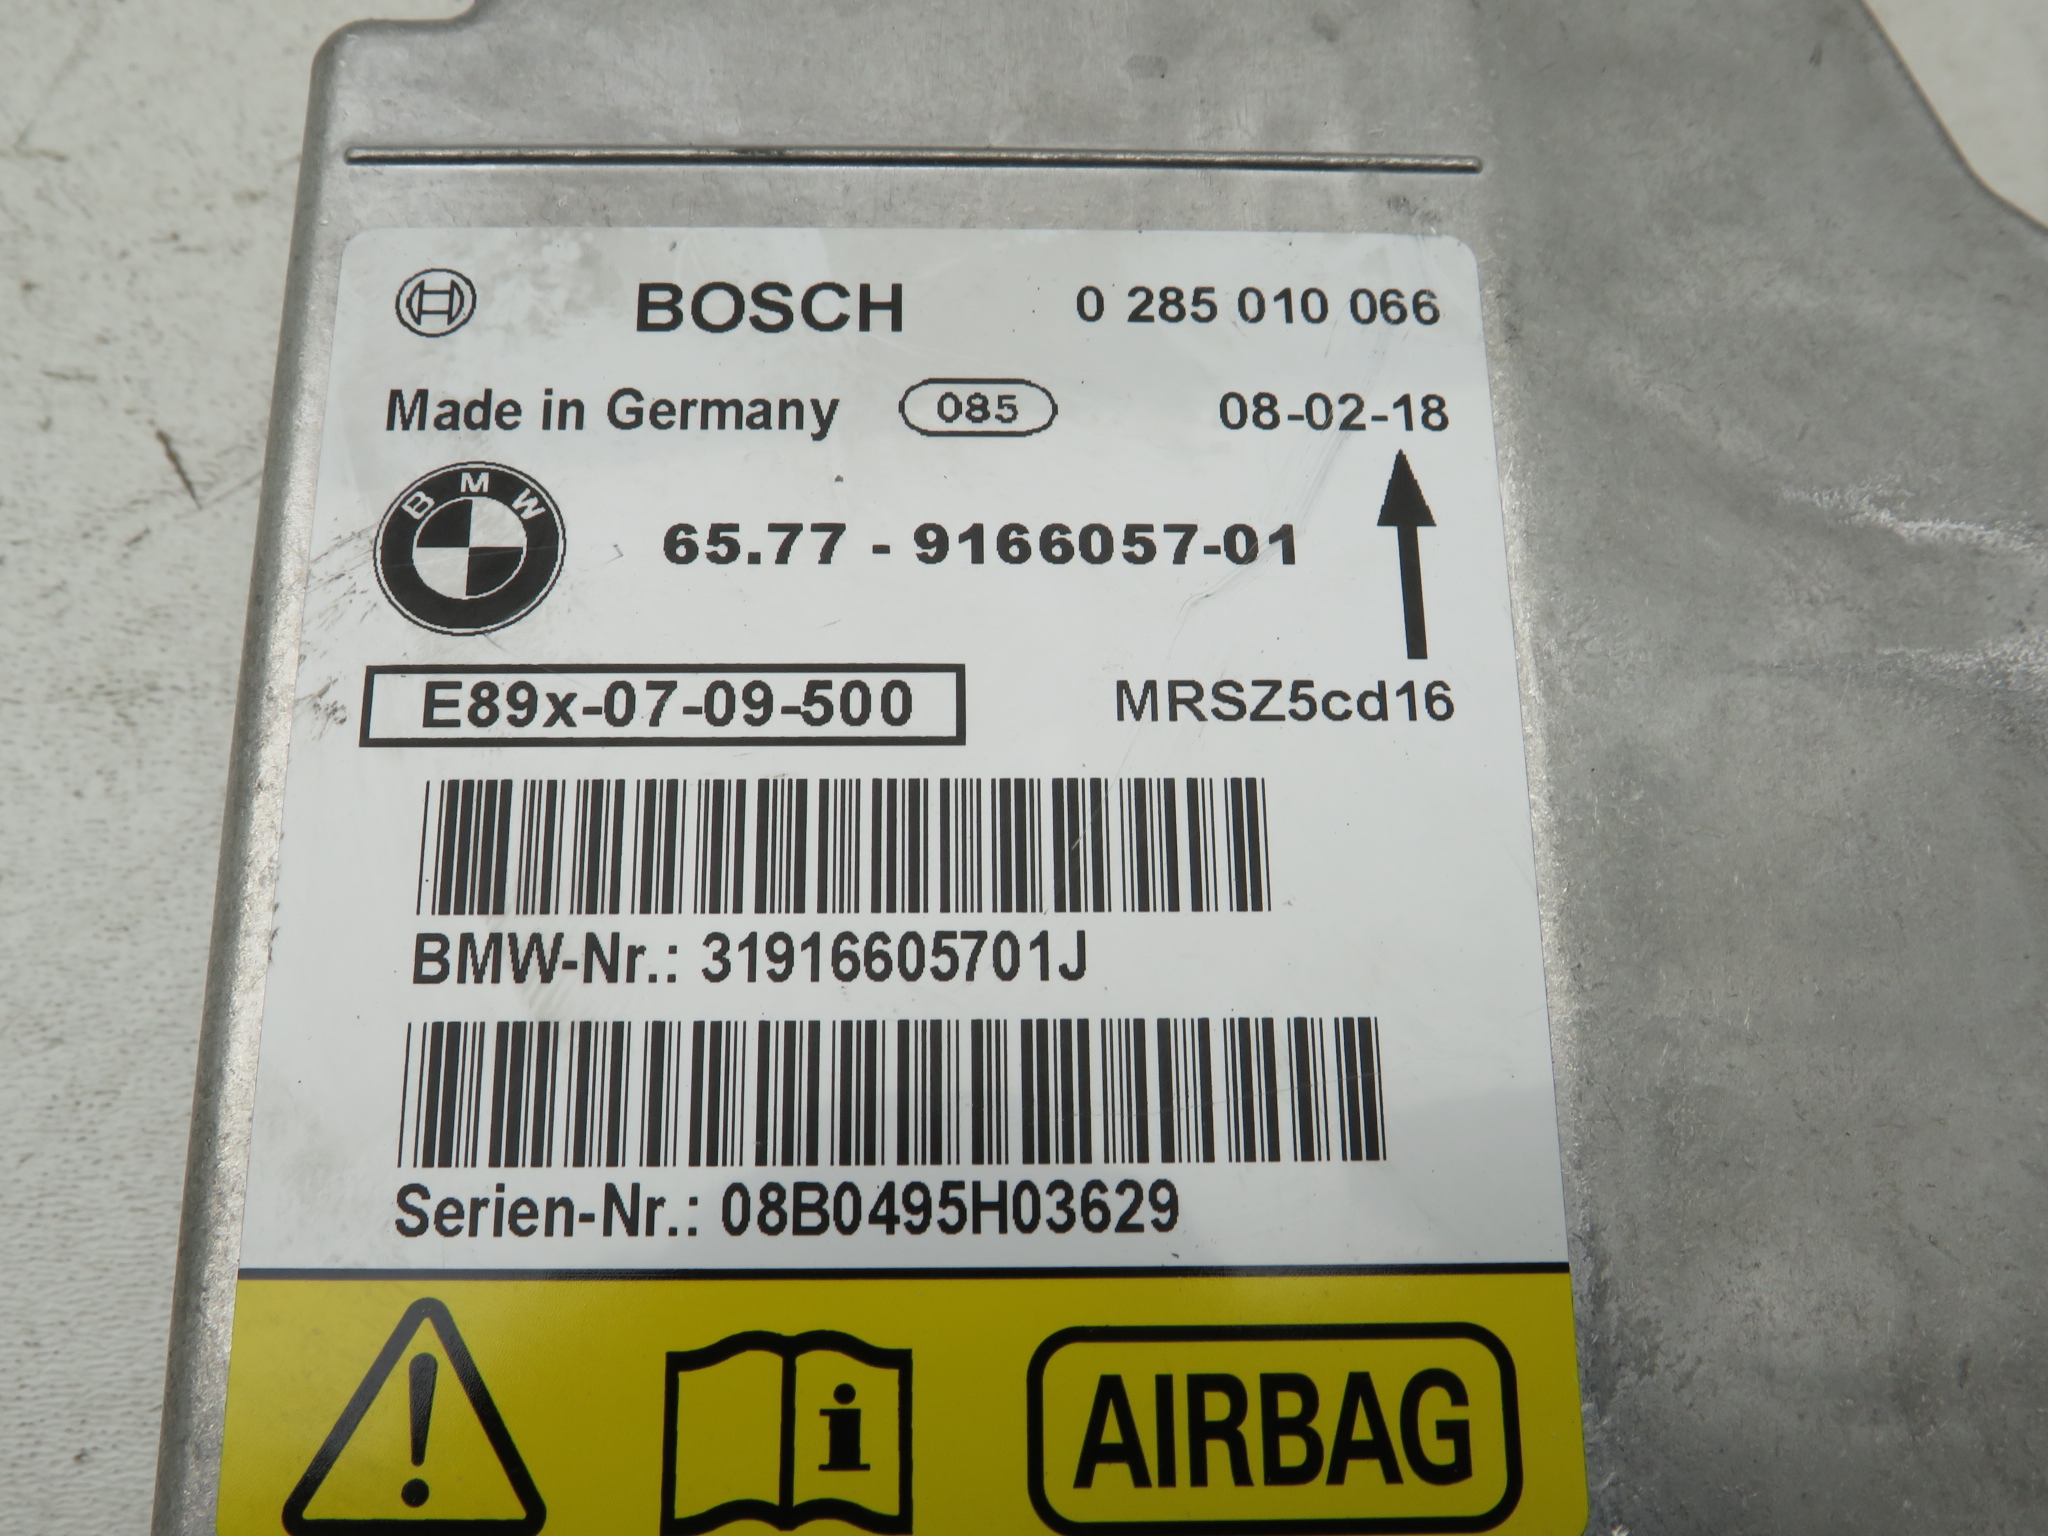 BOSCH 0 285 010 066
Made in Germany 085 08-02-18
BMW 65.77 - 9166057-01
E89x-07-09-500 MRSZ5cd16
BMW-Nr.: 31916605701J
Serien-Nr.: 08B0495H03629
i AIRBAG